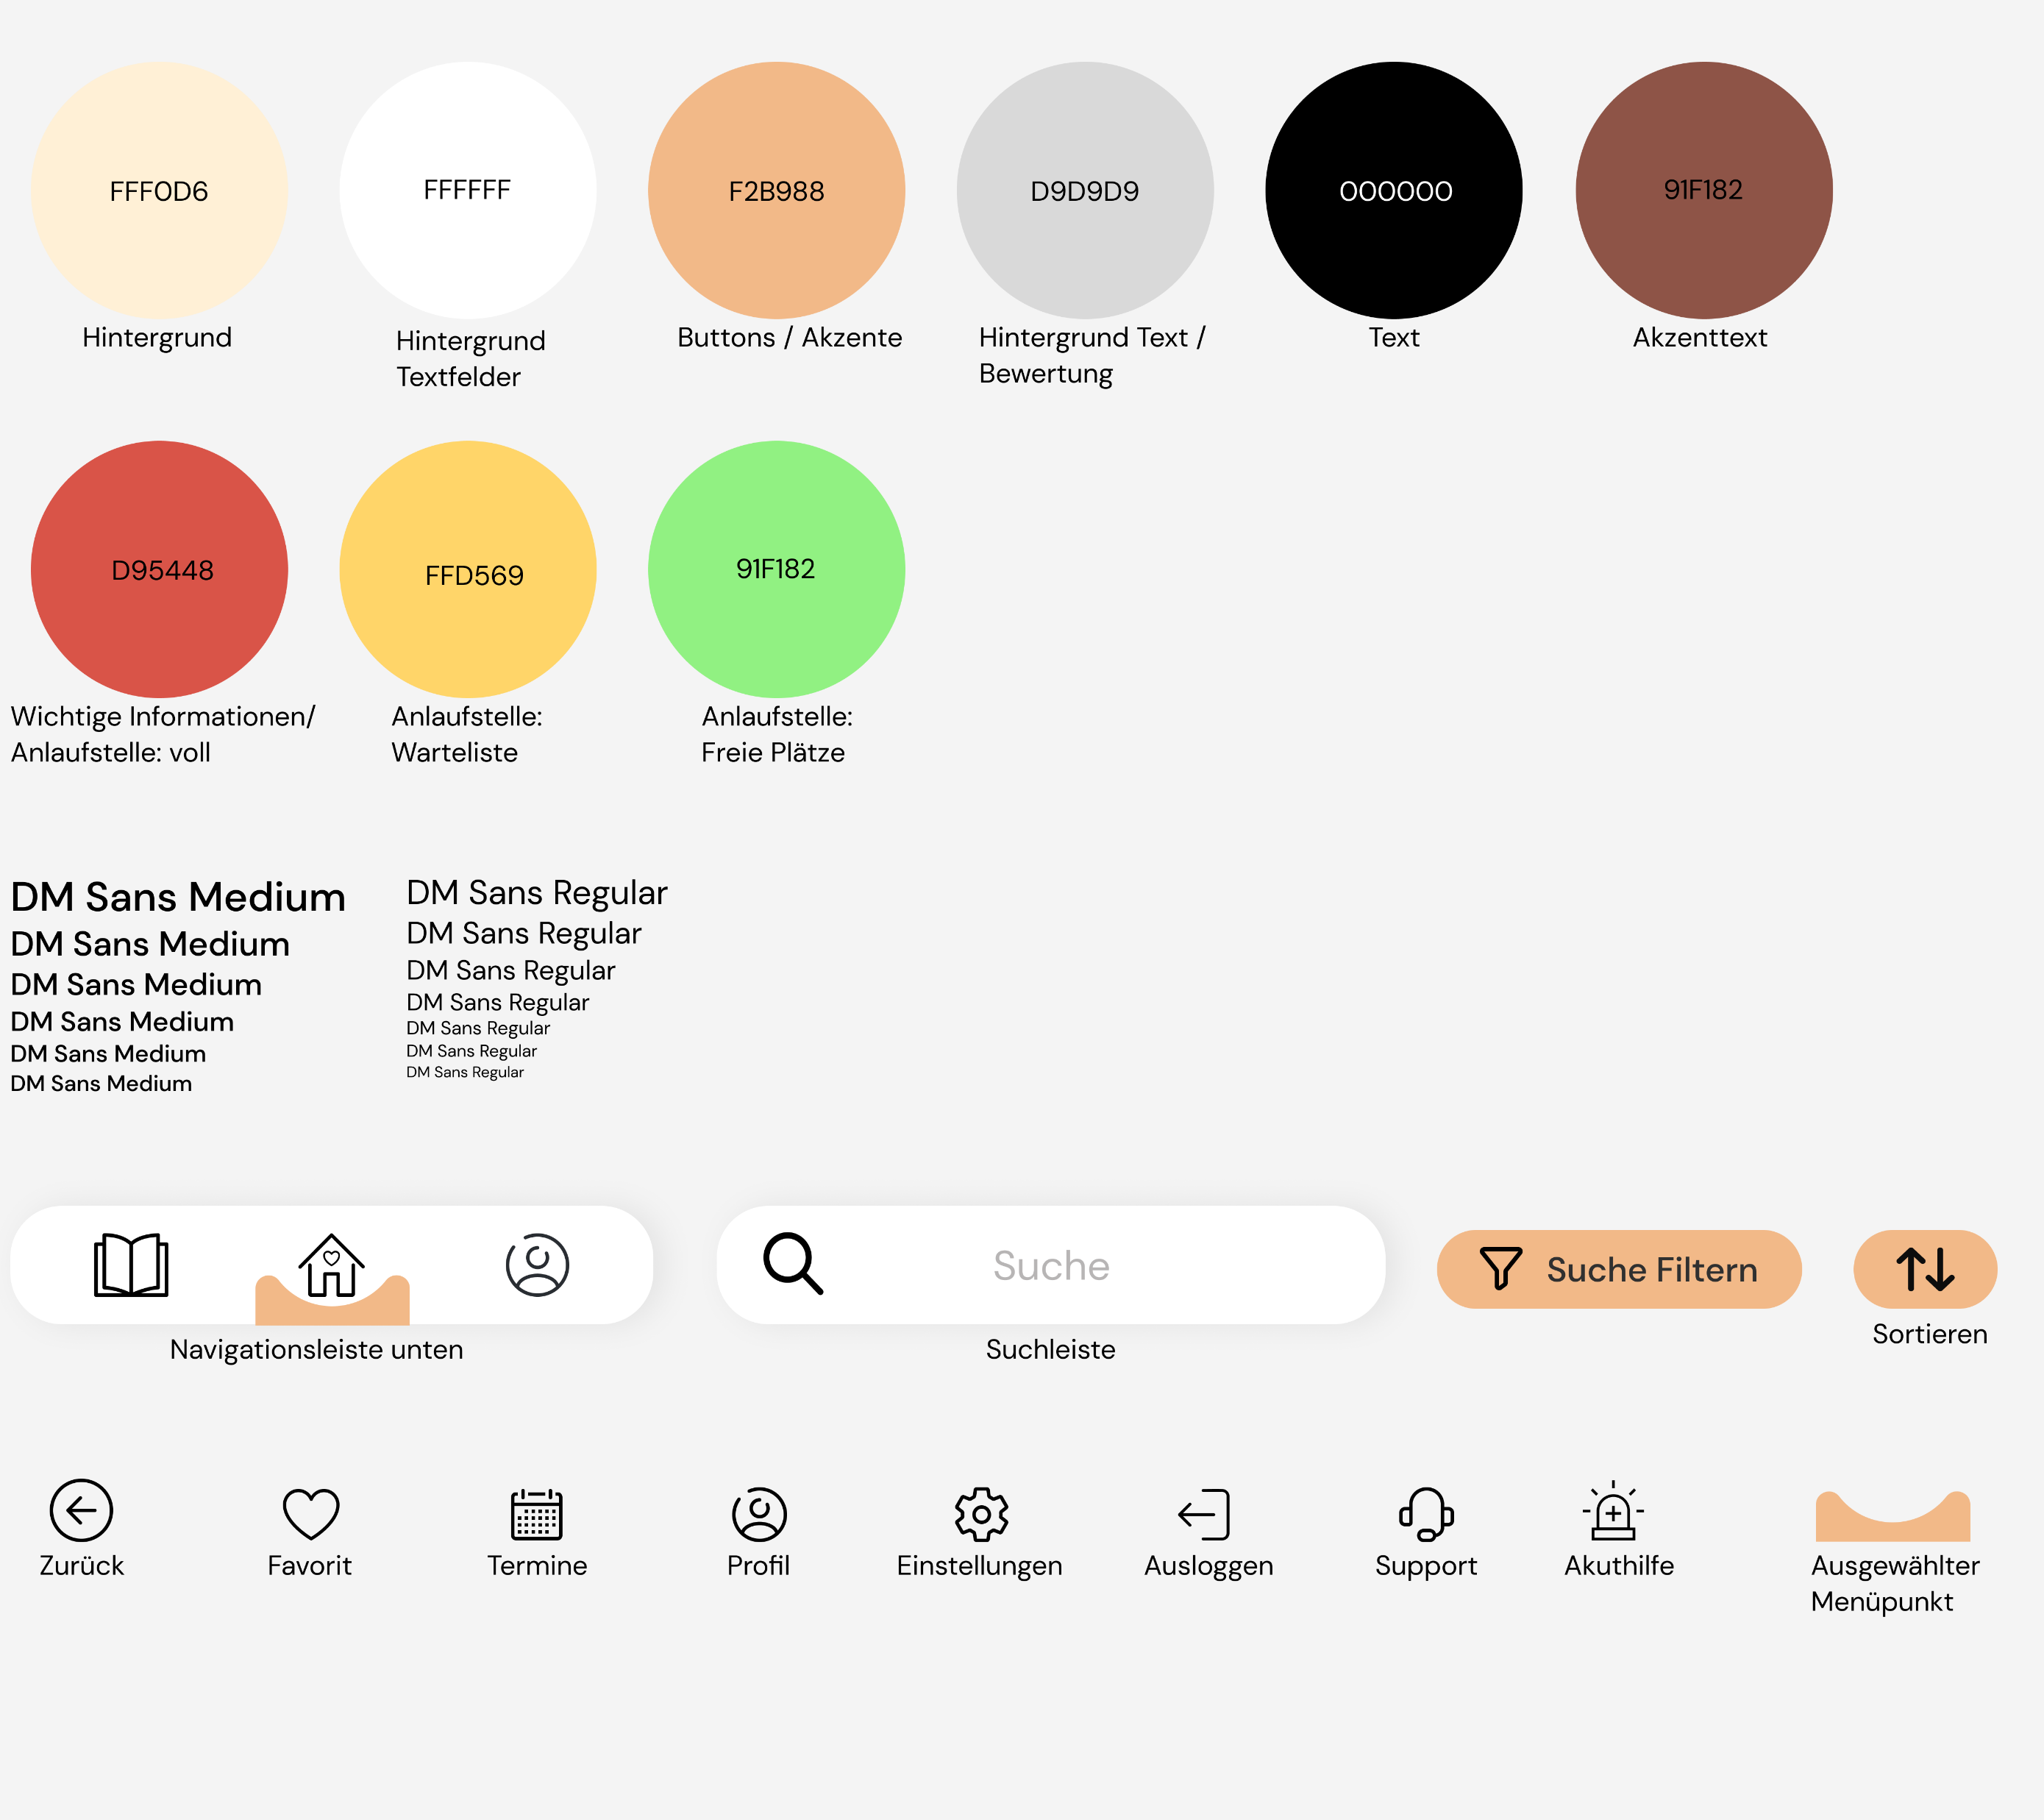 FFF0D6
FFFFFF
F2B988
D9D9D9
000000
91F182
Hintergrund
Hintergrund
Textfelder
Buttons / Akzente
Hintergrund Text /
Bewertung
Text
Akzenttext
D95448
FFD569
91F182
Wichtige Informationen/
Anlaufstelle: voll
Anlaufstelle:
Warteliste
Anlaufstelle:
Freie Plätze
DM Sans Medium
DM Sans Medium
DM Sans Medium
DM Sans Medium
DM Sans Medium
DM Sans Medium
DM Sans Regular
DM Sans Regular
DM Sans Regular
DM Sans Regular
DM Sans Regular
DM Sans Regular
DM Sans Regular
Navigationsleiste unten
Suche
Suchleiste
Suche Filtern
Sortieren
Zurück
Favorit
Termine
Profil
Einstellungen
Ausloggen
Support
Akuthilfe
Ausgewählter
Menüpunkt